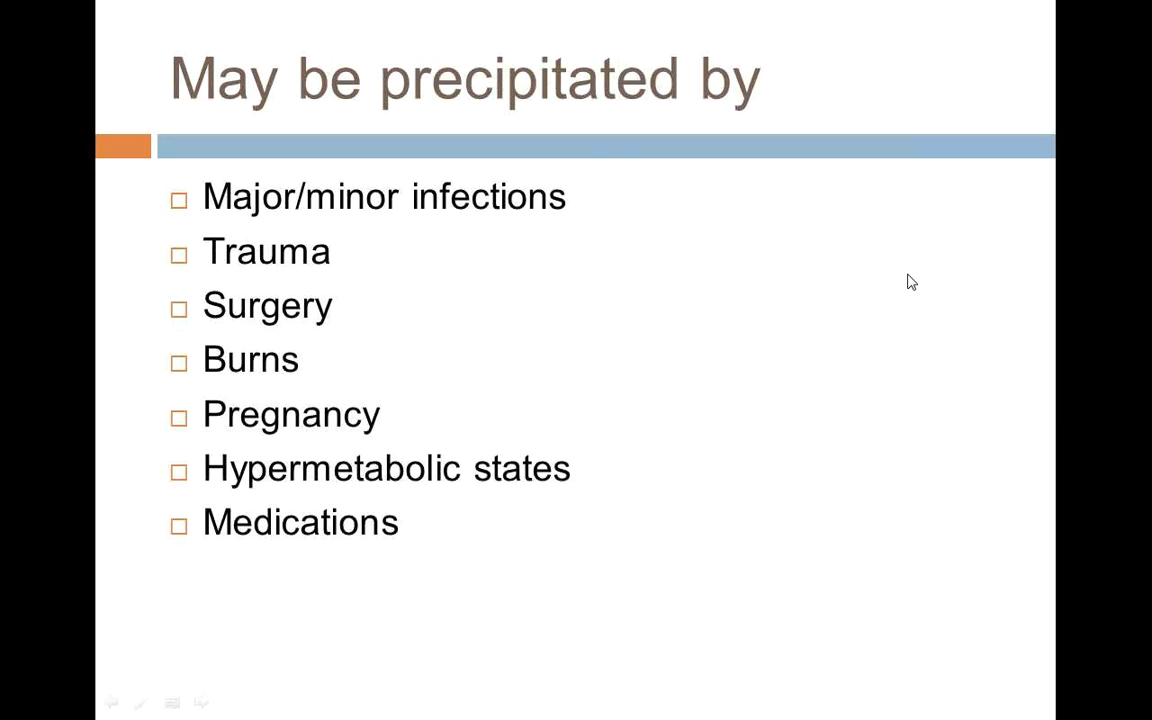 May be precipitated by
Major/minor infections
Trauma
Surgery
Burns
Pregnancy
Hypermetabolic states
Medications